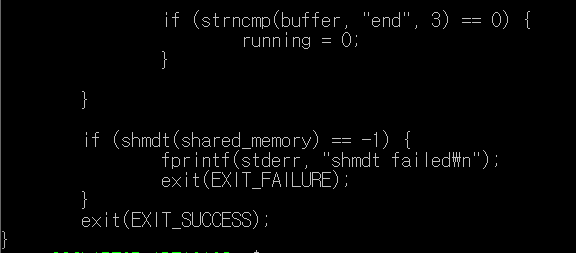 if (strncmp(buffer, "end", 3) == 0) {
running = 0;
}
}
if (shmdt(shared_memory) == -1) {
fprintf(stderr, "shmdt failed₩n");
exit(EXIT_FAILURE);
}
exit(EXIT_SUCCESS);
}